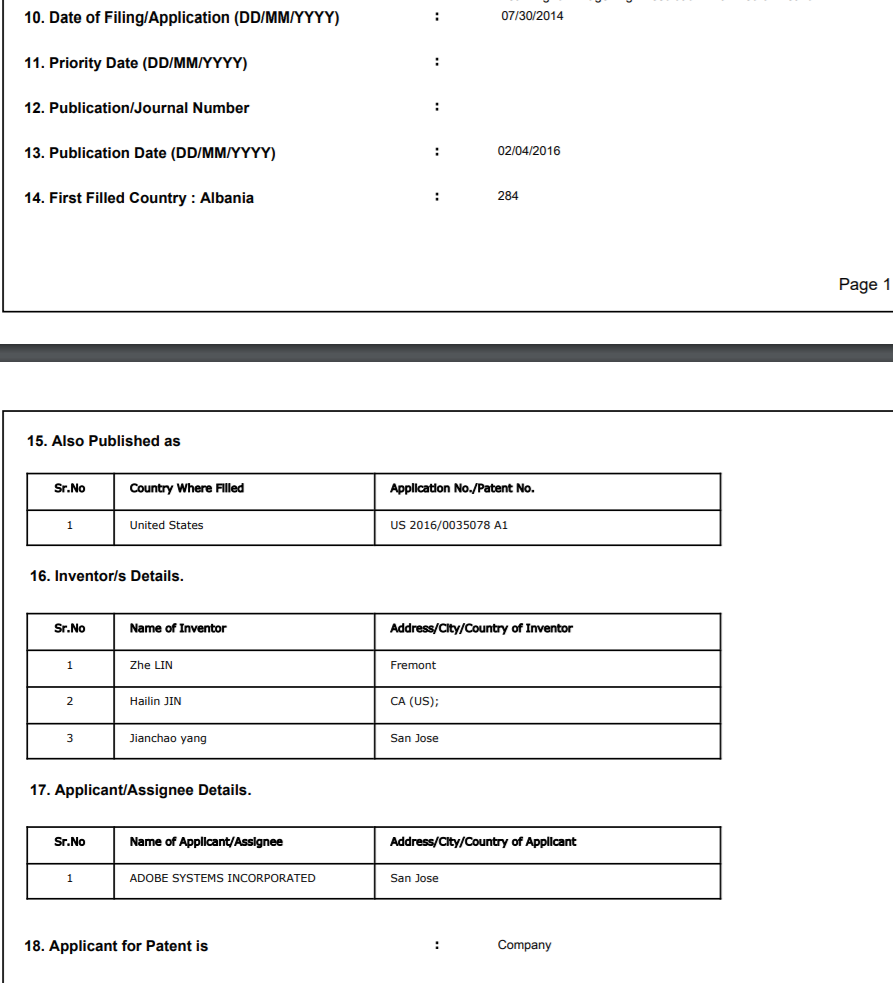 10. Date of Filing/Application (DD/MM/YYYY) : 07/30/2014
11. Priority Date (DD/MM/YYYY) :
12. Publication/Journal Number :
13. Publication Date (DD/MM/YYYY) : 02/04/2016
14. First Filled Country : Albania : 284
Page 1
15. Also Published as
Sr.No Country Where Filled Application No./Patent No.
1 United States US 2016/0035078 A1
16. Inventor/s Details.
Sr.No Name of Inventor Address/City/Country of Inventor
1 Zhe LIN Fremont
2 Hailin JIN CA (US);
3 Jianchao yang San Jose
17. Applicant/Assignee Details.
Sr.No Name of Applicant/Assignee Address/City/Country of Applicant
1 ADOBE SYSTEMS INCORPORATED San Jose
18. Applicant for Patent is : Company